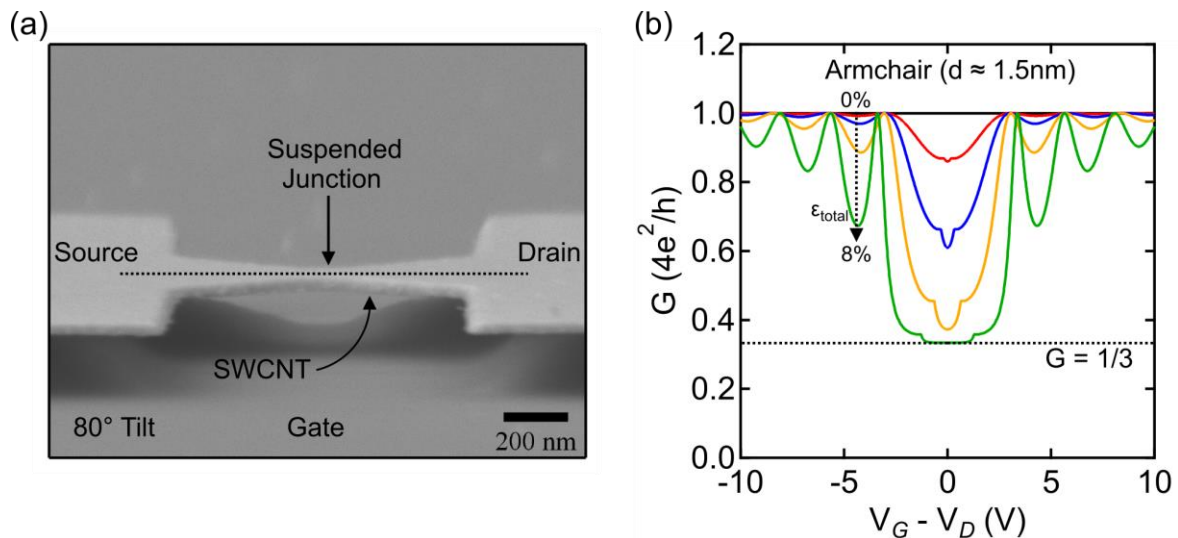 (a)
Suspended
Junction
Source
Drain
SWCNT
80° Tilt
Gate
200 nm
(b)
1.2
1.0
0.8
0.6
0.4
0.2
0.0
G (4e²/h)
Armchair (d ≈ 1.5nm)
0%
ε_total
8%
G = 1/3
-10
-5
0
5
10
V_G - V_D (V)